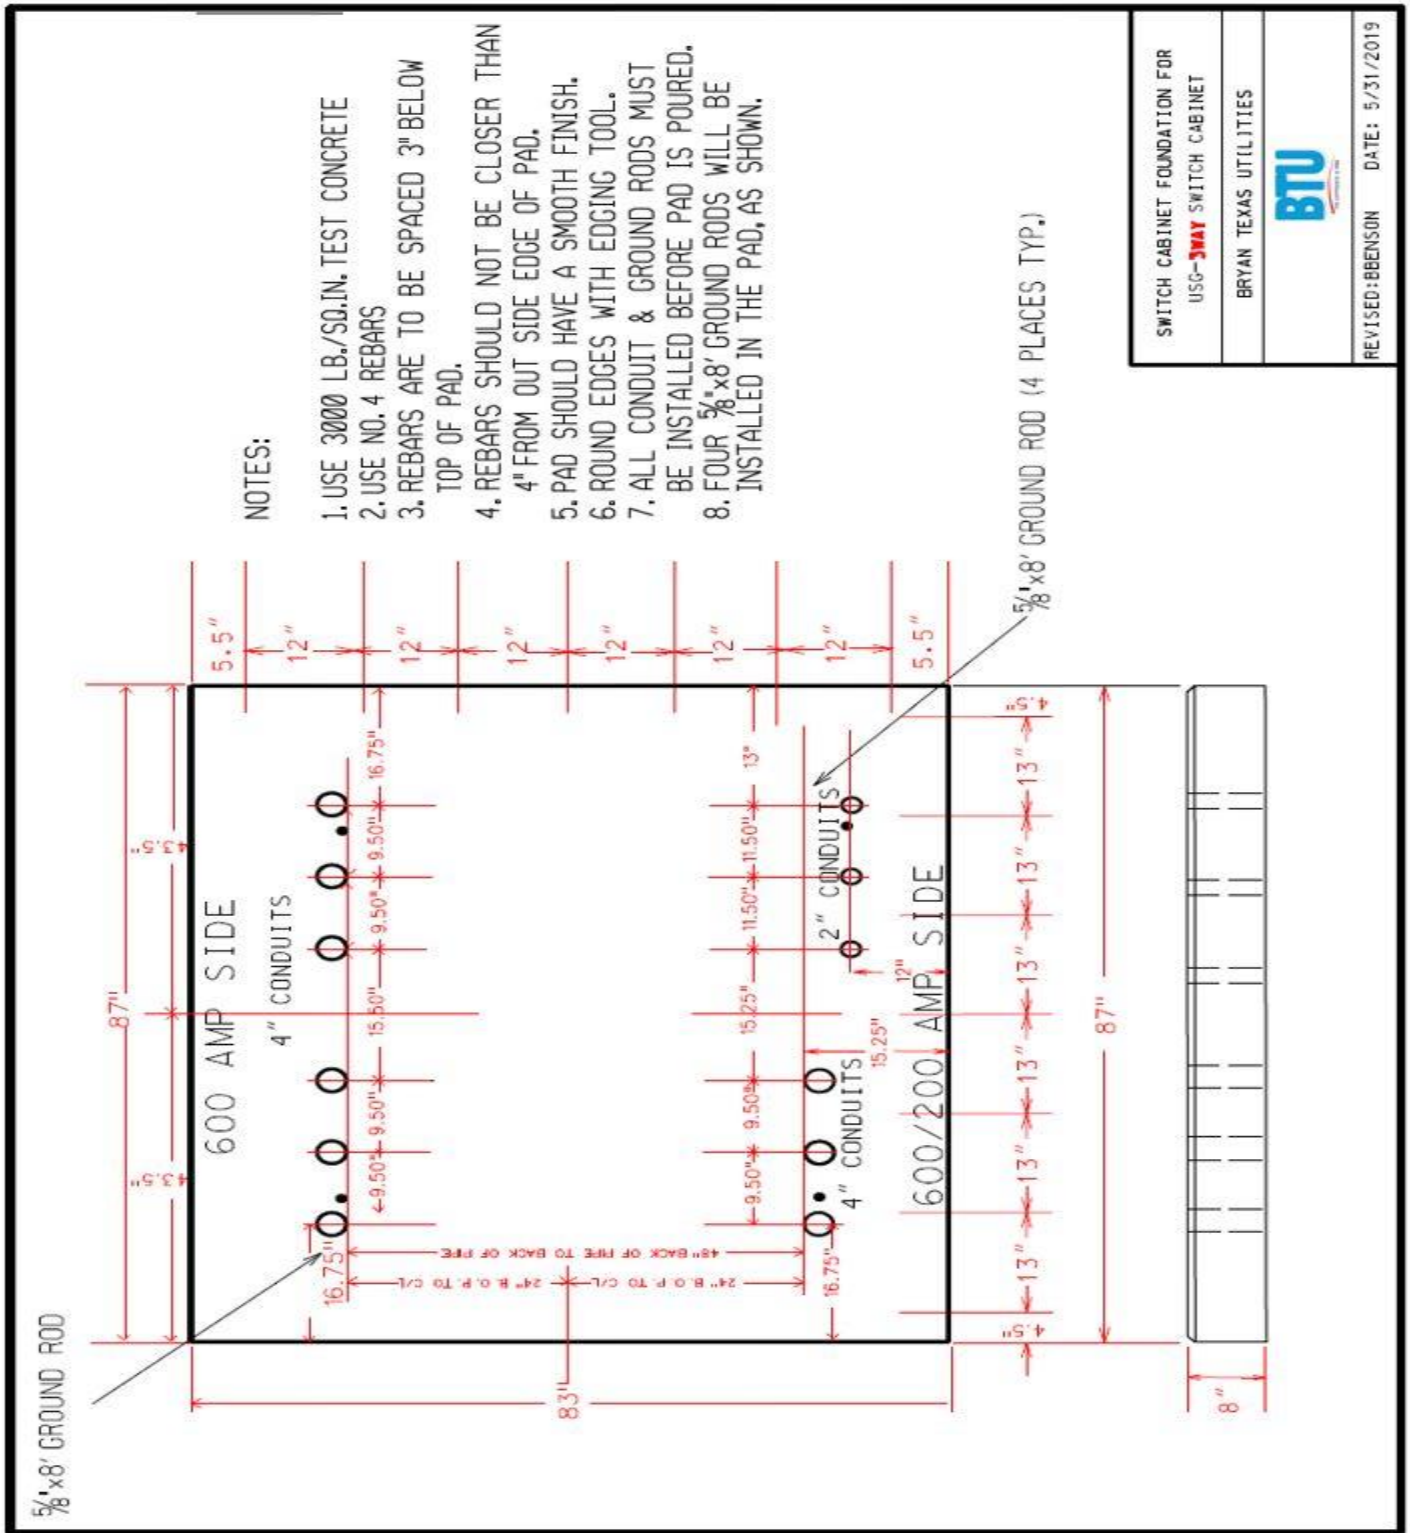 5/8"x8' GROUND ROD
87"
43.5"
43.5"
600 AMP SIDE
4" CONDUITS
16.75"
9.50"
9.50"
15.50"
9.50"
9.50"
16.75"
83"
48" BACK OF PIPE TO BACK OF PIPE
24" B.O.P. TO C/L
24" B.O.P. TO C/L
9.50"
9.50"
15.25"
11.50"
11.50"
13"
16.75"
4" CONDUITS
15.25"
2" CONDUITS
12"
600/200 AMP SIDE
4.5"
13"
13"
13"
13"
13"
13"
4.5"
87"
8"
5.5"
12"
12"
12"
12"
12"
12"
5.5"
5/8"x8' GROUND ROD (4 PLACES TYP.)
NOTES:
1. USE 3000 LB./SQ.IN. TEST CONCRETE
2. USE NO. 4 REBARS
3. REBARS ARE TO BE SPACED 3" BELOW
TOP OF PAD.
4. REBARS SHOULD NOT BE CLOSER THAN
4" FROM OUT SIDE EDGE OF PAD.
5. PAD SHOULD HAVE A SMOOTH FINISH.
6. ROUND EDGES WITH EDGING TOOL.
7. ALL CONDUIT & GROUND RODS MUST
BE INSTALLED BEFORE PAD IS POURED.
8. FOUR 5/8"x8' GROUND RODS WILL BE
INSTALLED IN THE PAD, AS SHOWN.
SWITCH CABINET FOUNDATION FOR
USG-3WAY SWITCH CABINET
BRYAN TEXAS UTILITIES
BTU
REVISED:BBENSON DATE: 5/31/2019